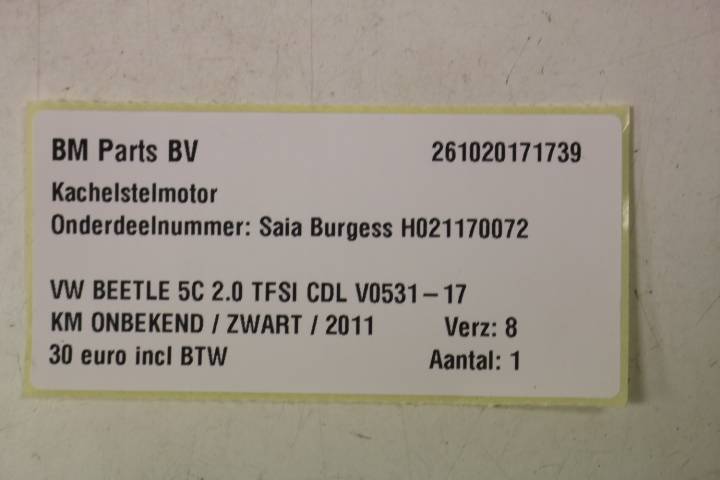 BM Parts BV 261020171739
Kachelstelmotor
Onderdeelnummer: Saia Burgess H021170072
VW BEETLE 5C 2.0 TFSI CDL V0531-17
KM ONBEKEND / ZWART / 2011 Verz: 8
30 euro incl BTW Aantal: 1